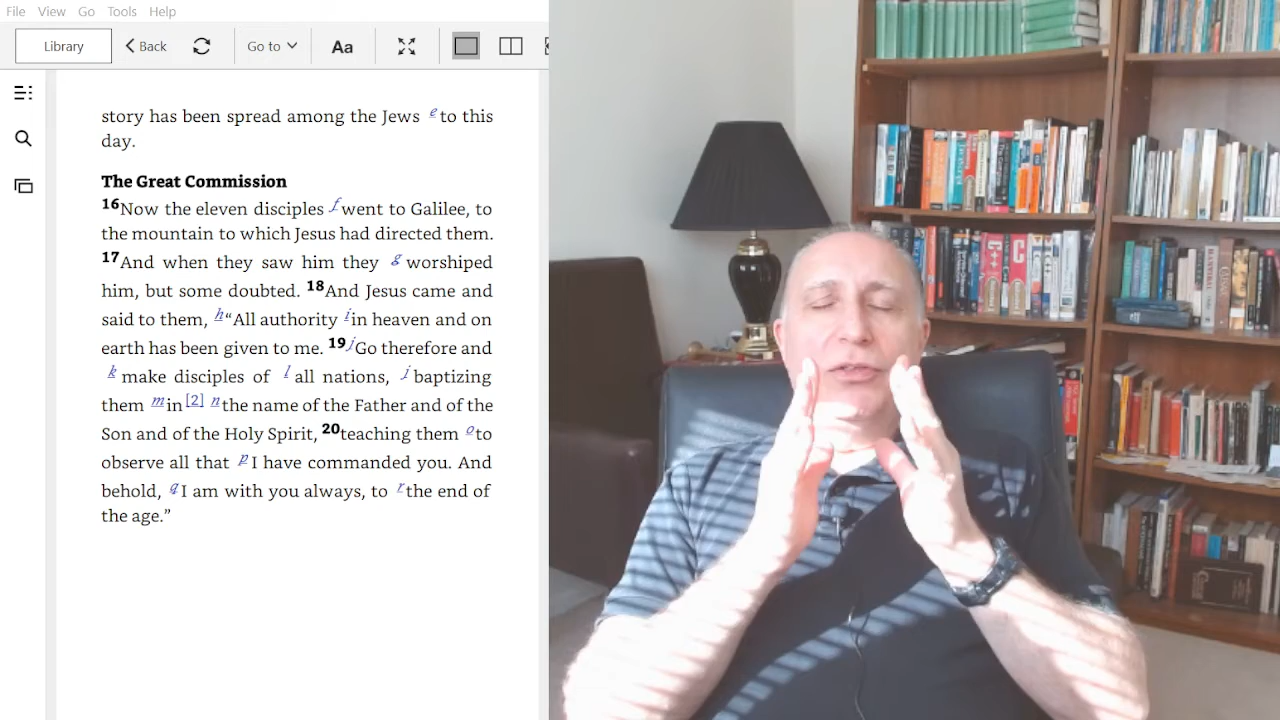 File View Go Tools Help
Library Back Go to Aa
story has been spread among the Jews e to this
day.
The Great Commission
16Now the eleven disciples f went to Galilee, to
the mountain to which Jesus had directed them.
17And when they saw him they g worshiped
him, but some doubted. 18And Jesus came and
said to them, h“All authority i in heaven and on
earth has been given to me. 19 j Go therefore and
k make disciples of l all nations, j baptizing
them m in[2] n the name of the Father and of the
Son and of the Holy Spirit, 20teaching them o to
observe all that p I have commanded you. And
behold, q I am with you always, to r the end of
the age.”
C++
C